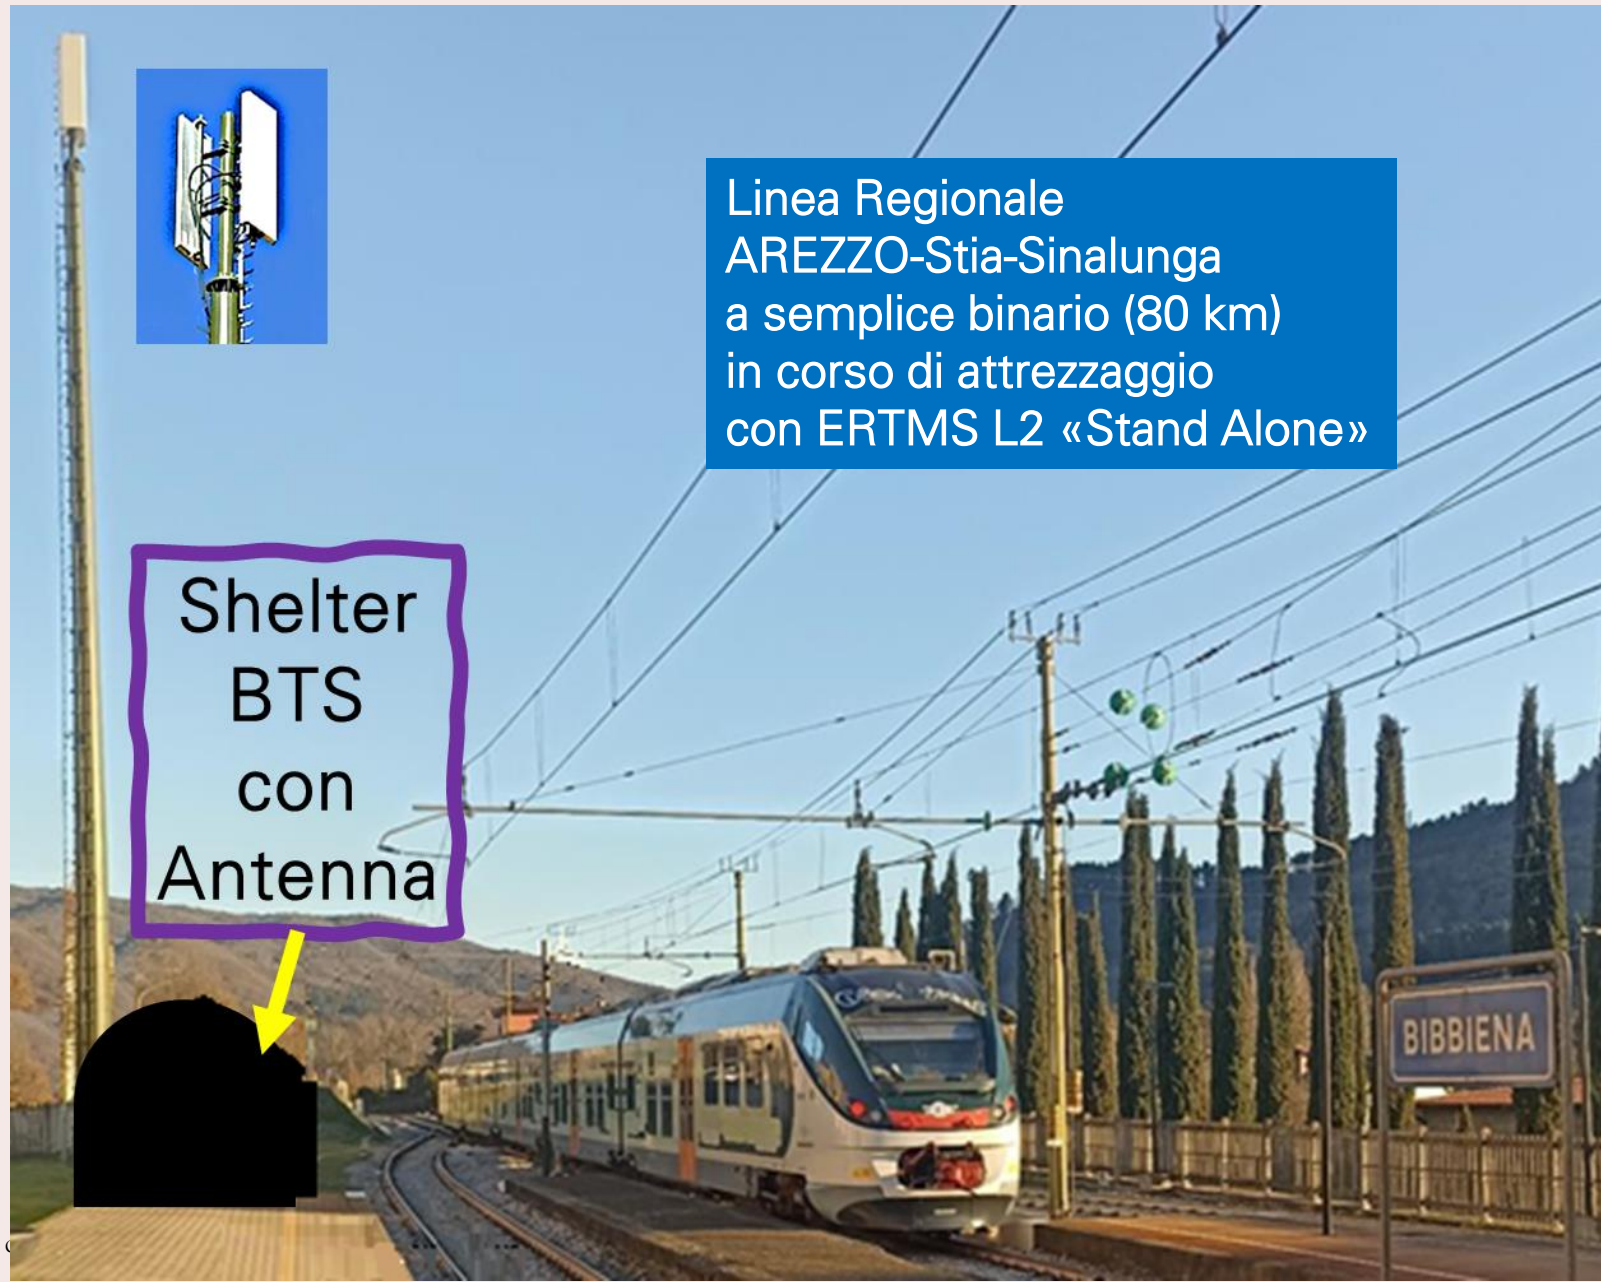 Linea Regionale
AREZZO-Stia-Sinalunga
a semplice binario (80 km)
in corso di attrezzaggio
con ERTMS L2 «Stand Alone»
Shelter
BTS
con
Antenna
BIBBIENA